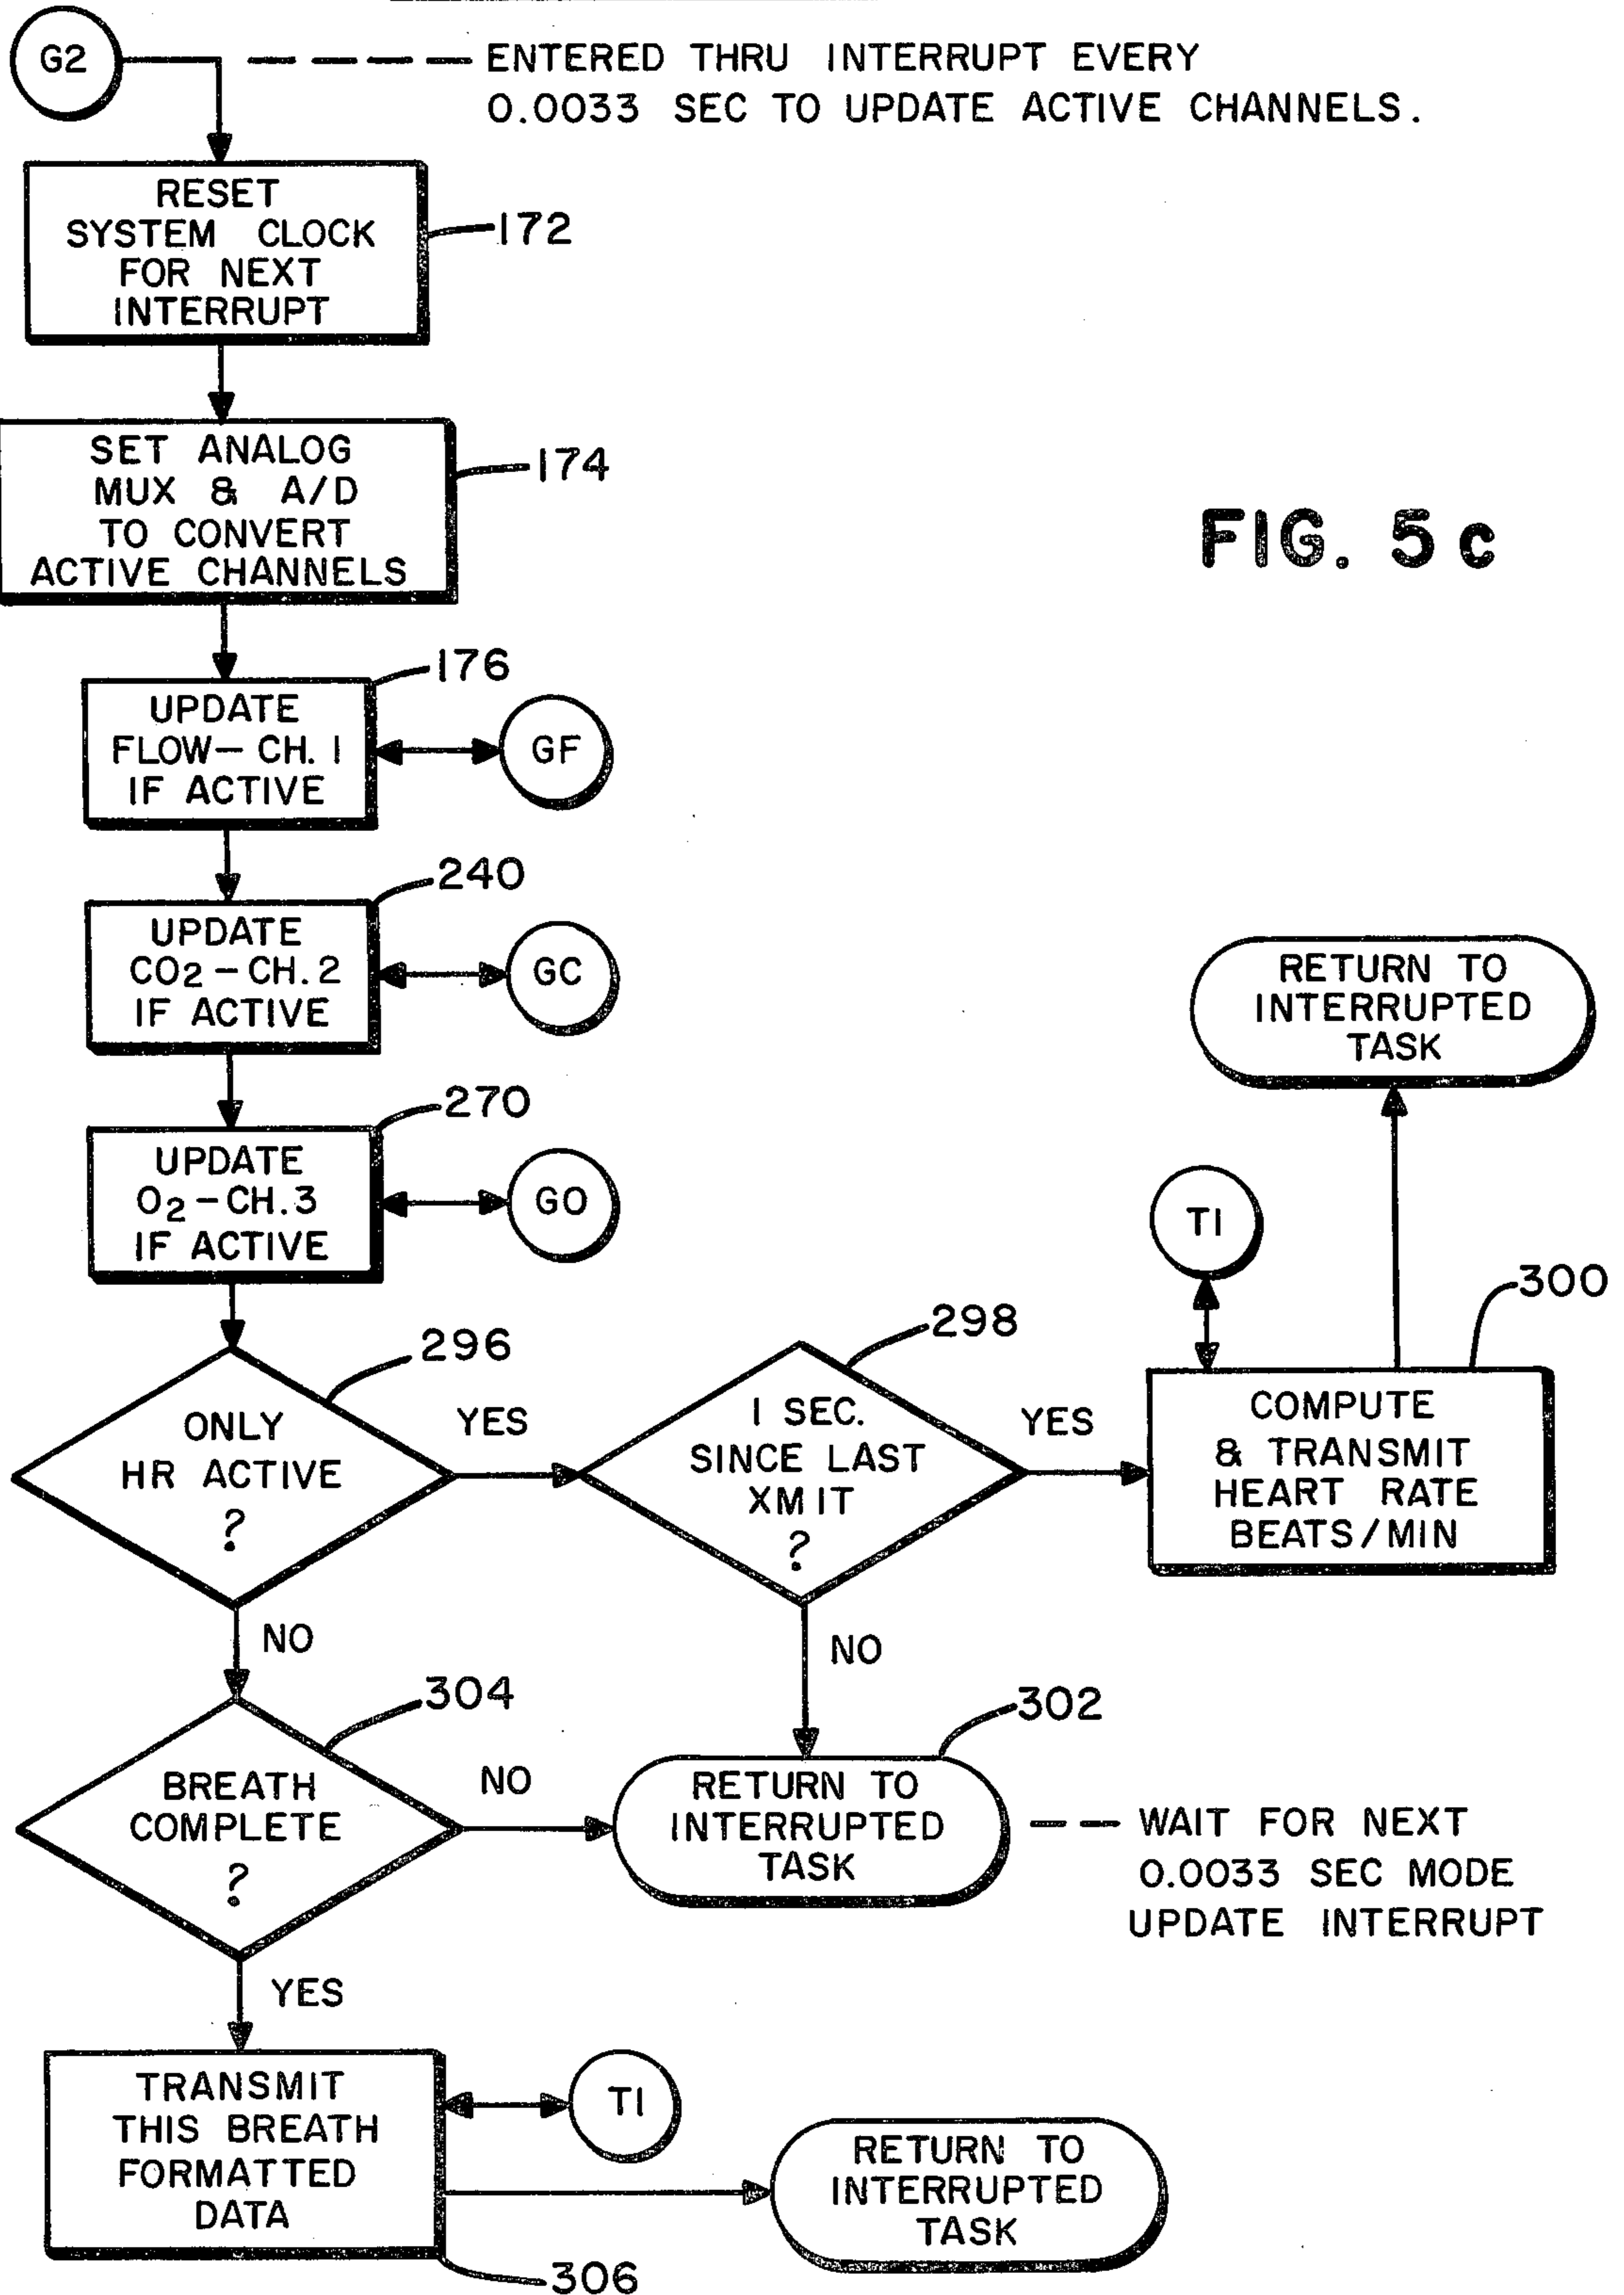 G2
ENTERED THRU INTERRUPT EVERY
0.0033 SEC TO UPDATE ACTIVE CHANNELS.
RESET
SYSTEM CLOCK
FOR NEXT
INTERRUPT
172
SET ANALOG
MUX & A/D
TO CONVERT
ACTIVE CHANNELS
174
FIG. 5c
176
UPDATE
FLOW— CH. 1
IF ACTIVE
GF
240
UPDATE
CO2 – CH. 2
IF ACTIVE
GC
RETURN TO
INTERRUPTED
TASK
270
UPDATE
O2 – CH. 3
IF ACTIVE
GO
T1
300
296
ONLY
HR ACTIVE
?
YES
298
1 SEC.
SINCE LAST
XMIT
?
YES
COMPUTE
& TRANSMIT
HEART RATE
BEATS/MIN
NO
NO
304
BREATH
COMPLETE
?
NO
302
RETURN TO
INTERRUPTED
TASK
WAIT FOR NEXT
0.0033 SEC MODE
UPDATE INTERRUPT
YES
TRANSMIT
THIS BREATH
FORMATTED
DATA
T1
306
RETURN TO
INTERRUPTED
TASK